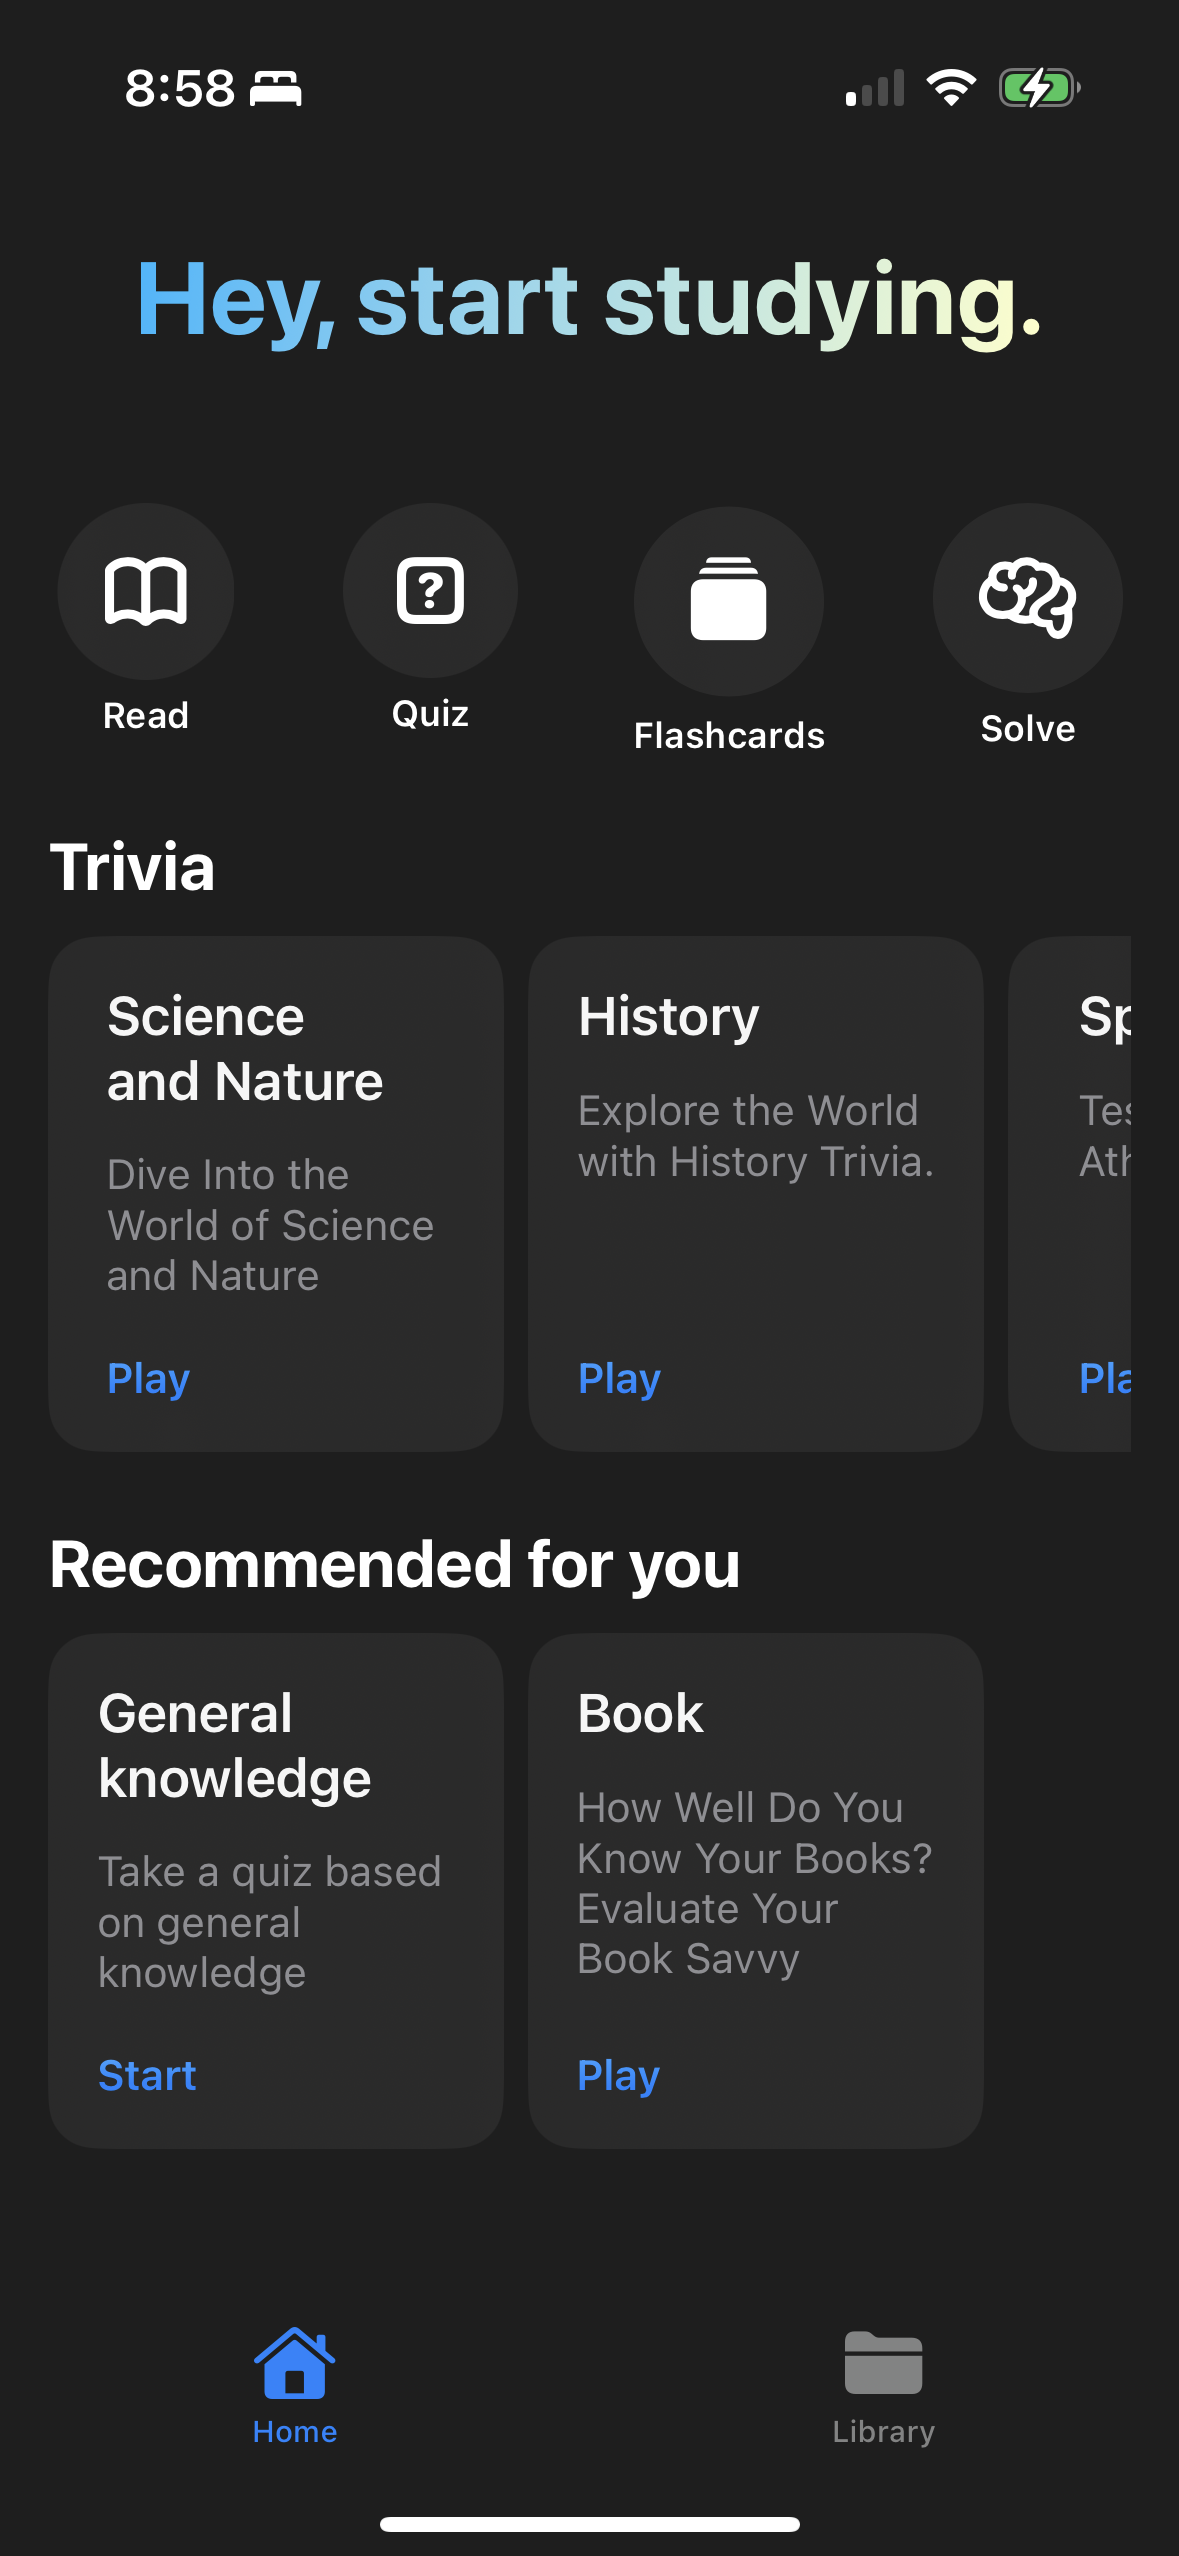 8:58
Hey, start studying.
Read
Quiz
Flashcards
Solve
Trivia
Science
and Nature
Dive Into the
World of Science
and Nature
Play
History
Explore the World
with History Trivia.
Play
Sp
Tes
Ath
Pla
Recommended for you
General
knowledge
Take a quiz based
on general
knowledge
Start
Book
How Well Do You
Know Your Books?
Evaluate Your
Book Savvy
Play
Home
Library